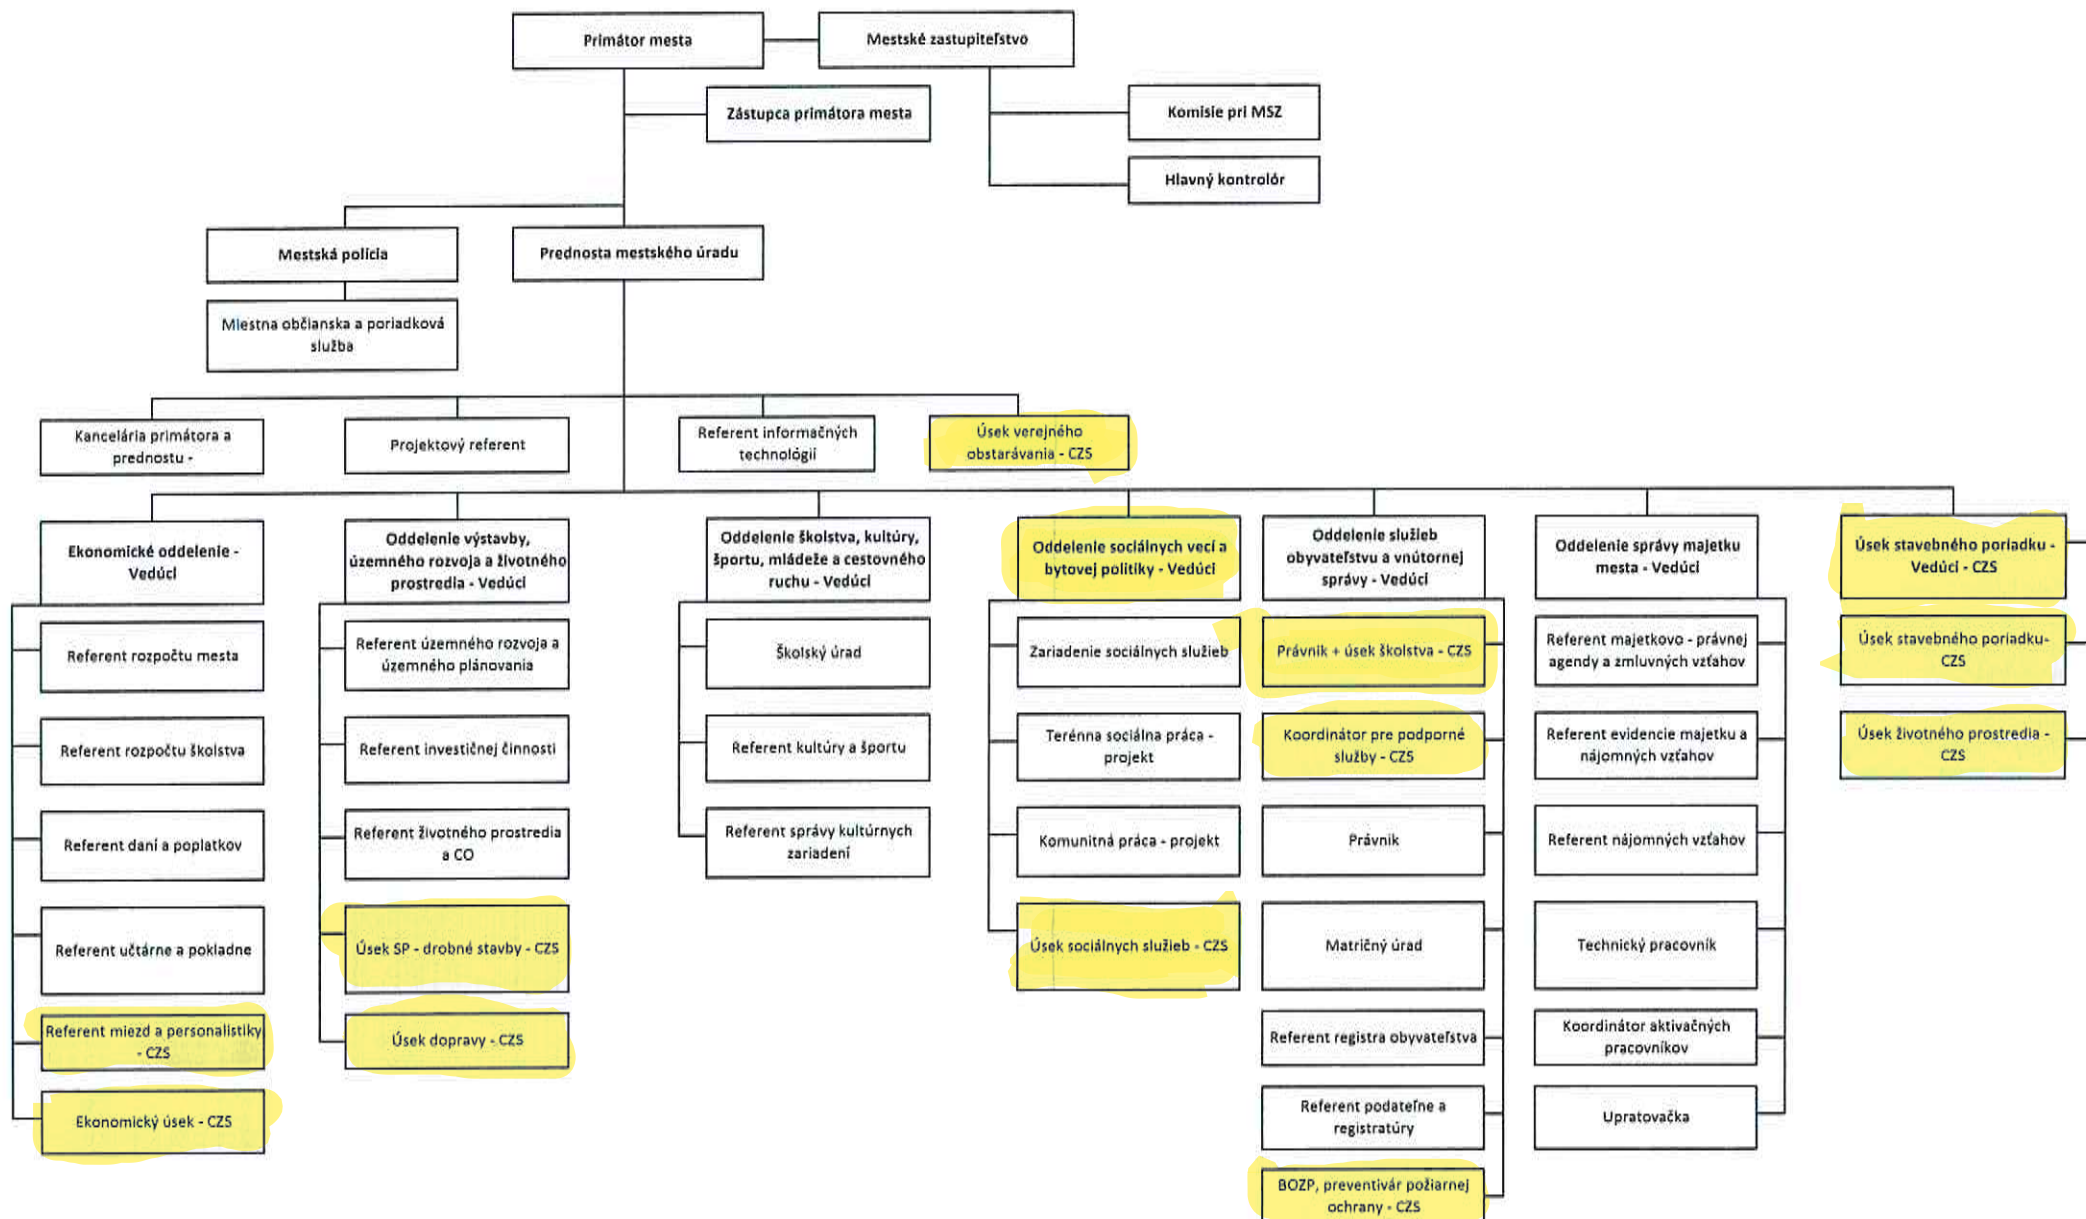 Primátor mesta
Mestské zastupiteľstvo
Zástupca primátora mesta
Komisie pri MSZ
Hlavný kontrolór
Mestská polícia
Prednosta mestského úradu
Miestna občianska a poriadková
služba
Kancelária primátora a
prednostu -
Projektový referent
Referent informačných
technológií
Úsek verejného
obstarávania - CZS
Ekonomické oddelenie -
Vedúci
Referent rozpočtu mesta
Referent rozpočtu školstva
Referent daní a poplatkov
Referent učtárne a pokladne
Referent miezd a personalistiky
- CZS
Ekonomický úsek - CZS
Oddelenie výstavby,
územného rozvoja a životného
prostredia - Vedúci
Referent územného rozvoja a
územného plánovania
Referent investičnej činnosti
Referent životného prostredia
a CO
Úsek SP - drobné stavby - CZS
Úsek dopravy - CZS
Oddelenie školstva, kultúry,
športu, mládeže a cestovného
ruchu - Vedúci
Školský úrad
Referent kultúry a športu
Referent správy kultúrnych
zariadení
Oddelenie sociálnych vecí a
bytovej politiky - Vedúci
Zariadenie sociálnych služieb
Terénna sociálna práca -
projekt
Komunitná práca - projekt
Úsek sociálnych služieb - CZS
Oddelenie služieb
obyvateľstvu a vnútornej
správy - Vedúci
Právnik + úsek školstva - CZS
Koordinátor pre podporné
služby - CZS
Právnik
Matričný úrad
Referent registra obyvateľstva
Referent podateľne a
registratúry
BOZP, preventivár požiarnej
ochrany - CZS
Oddelenie správy majetku
mesta - Vedúci
Referent majetkovo - právnej
agendy a zmluvných vzťahov
Referent evidencie majetku a
nájomných vzťahov
Referent nájomných vzťahov
Technický pracovník
Koordinátor aktivačných
pracovníkov
Upratovačka
Úsek stavebného poriadku -
Vedúci - CZS
Úsek stavebného poriadku-
CZS
Úsek životného prostredia -
CZS